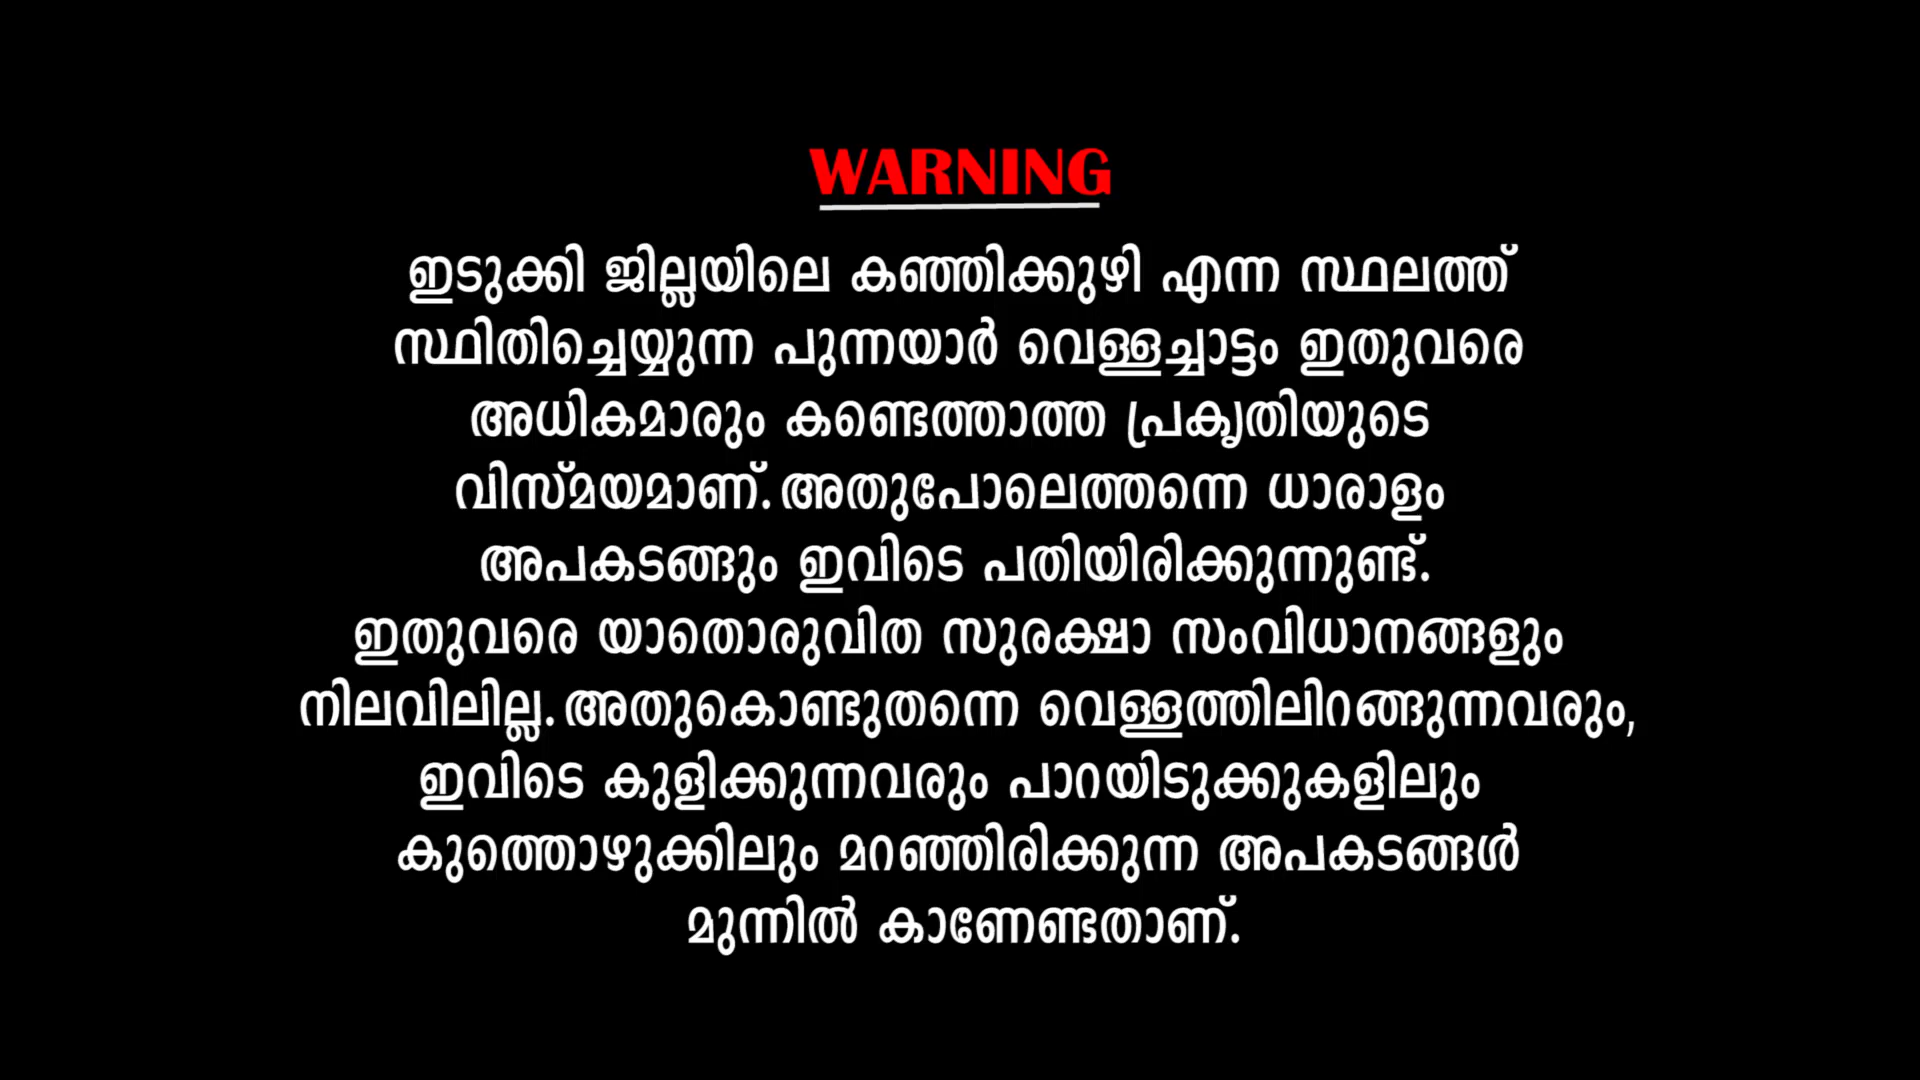 WARNING
ഇടുക്കി ജില്ലയിലെ കഞ്ഞിക്കുഴി എന്ന സ്ഥലത്ത്
സ്ഥിതിച്ചെയ്യുന്ന പുന്നയാർ വെള്ളച്ചാട്ടം ഇതുവരെ
അധികമാരും കണ്ടെത്താത്ത പ്രകൃതിയുടെ
വിസ്മയമാണ്. അതുപോലെത്തന്നെ ധാരാളം
അപകടങ്ങും ഇവിടെ പതിയിരിക്കുന്നുണ്ട്.
ഇതുവരെ യാതൊരുവിത സുരക്ഷാ സംവിധാനങ്ങളും
നിലവിലില്ല. അതുകൊണ്ടുതന്നെ വെള്ളത്തിലിറങ്ങുന്നവരും,
ഇവിടെ കുളിക്കുന്നവരും പാറയിടുക്കുകളിലും
കുത്തൊഴുക്കിലും മറഞ്ഞിരിക്കുന്ന അപകടങ്ങൾ
മുന്നിൽ കാണേണ്ടതാണ്.